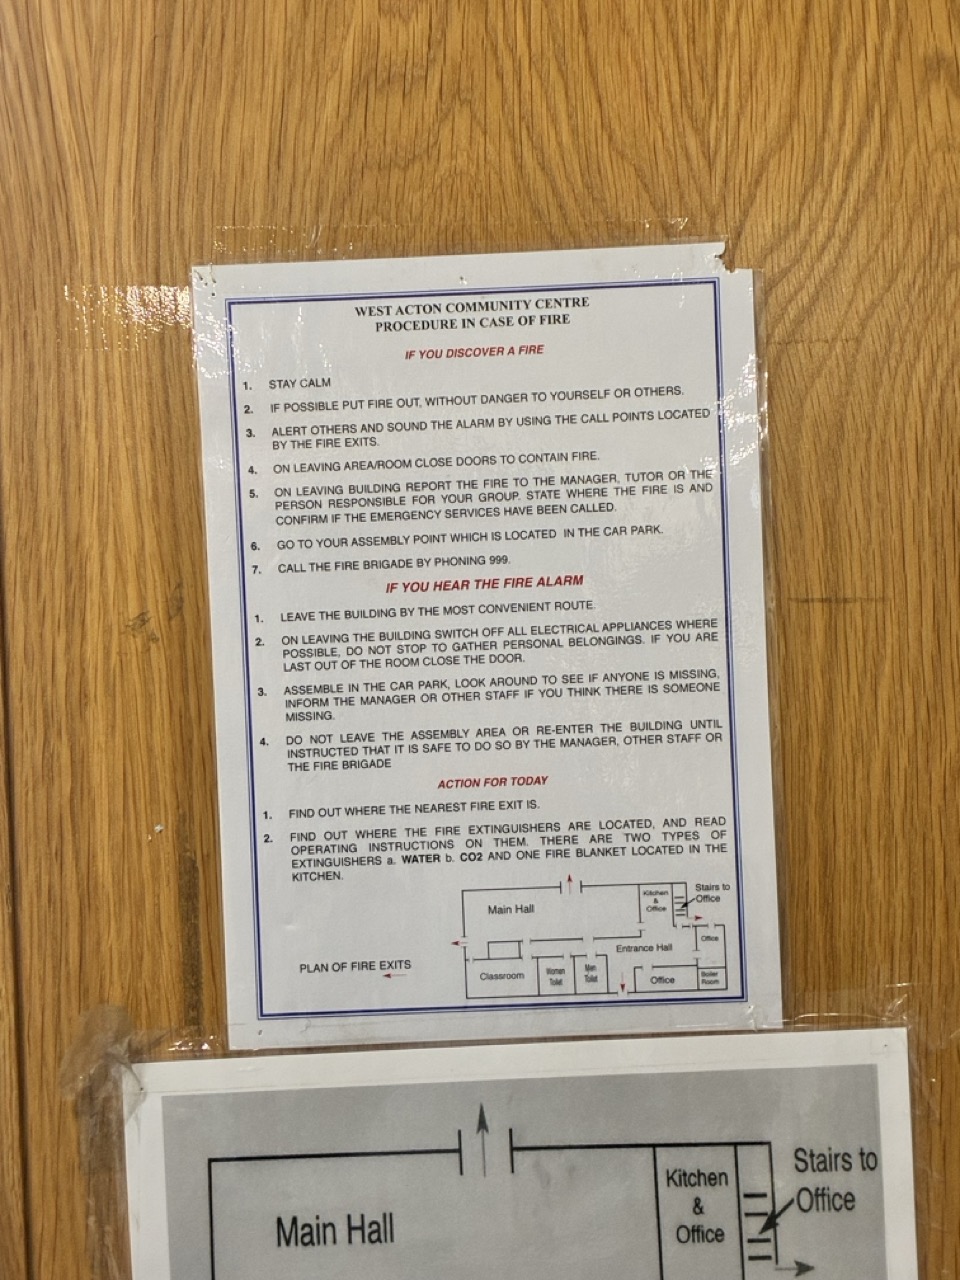 WEST ACTON COMMUNITY CENTRE
PROCEDURE IN CASE OF FIRE
IF YOU DISCOVER A FIRE
1. STAY CALM
2. IF POSSIBLE PUT FIRE OUT, WITHOUT DANGER TO YOURSELF OR OTHERS.
3. ALERT OTHERS AND SOUND THE ALARM BY USING THE CALL POINTS LOCATED
BY THE FIRE EXITS.
4. ON LEAVING AREA/ROOM CLOSE DOORS TO CONTAIN FIRE.
5. ON LEAVING BUILDING REPORT THE FIRE TO THE MANAGER, TUTOR OR THE
PERSON RESPONSIBLE FOR YOUR GROUP. STATE WHERE THE FIRE IS AND
CONFIRM IF THE EMERGENCY SERVICES HAVE BEEN CALLED.
6. GO TO YOUR ASSEMBLY POINT WHICH IS LOCATED IN THE CAR PARK.
7. CALL THE FIRE BRIGADE BY PHONING 999.
IF YOU HEAR THE FIRE ALARM
1. LEAVE THE BUILDING BY THE MOST CONVENIENT ROUTE.
2. ON LEAVING THE BUILDING SWITCH OFF ALL ELECTRICAL APPLIANCES WHERE
POSSIBLE, DO NOT STOP TO GATHER PERSONAL BELONGINGS. IF YOU ARE
LAST OUT OF THE ROOM CLOSE THE DOOR.
3. ASSEMBLE IN THE CAR PARK, LOOK AROUND TO SEE IF ANYONE IS MISSING,
INFORM THE MANAGER OR OTHER STAFF IF YOU THINK THERE IS SOMEONE
MISSING.
4. DO NOT LEAVE THE ASSEMBLY AREA OR RE-ENTER THE BUILDING UNTIL
INSTRUCTED THAT IT IS SAFE TO DO SO BY THE MANAGER, OTHER STAFF OR
THE FIRE BRIGADE
ACTION FOR TODAY
1. FIND OUT WHERE THE NEAREST FIRE EXIT IS.
2. FIND OUT WHERE THE FIRE EXTINGUISHERS ARE LOCATED, AND READ
OPERATING INSTRUCTIONS ON THEM. THERE ARE TWO TYPES OF
EXTINGUISHERS a. WATER b. CO2 AND ONE FIRE BLANKET LOCATED IN THE
KITCHEN.
Main Hall
Kitchen
&
Office
Stairs to
Office
Office
Entrance Hall
PLAN OF FIRE EXITS
Classroom
Women
Toilet
Men
Toilet
Office
Boiler
Room
Main Hall
Kitchen
&
Office
Stairs to
Office